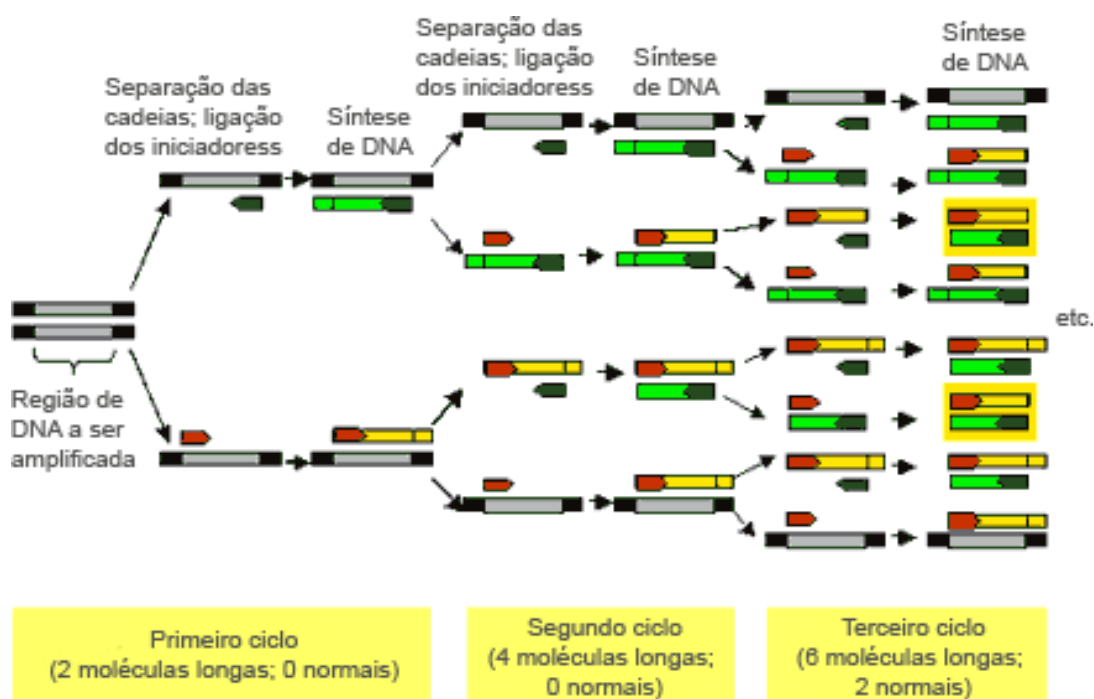 Separação das
cadeias; ligação
dos iniciadoress
Síntese
de DNA
Separação das
cadeias; ligação
dos iniciadoress
Síntese
de DNA
Síntese
de DNA
Região de
DNA a ser
amplificada
etc.
Primeiro ciclo
(2 moléculas longas; 0 normais)
Segundo ciclo
(4 moléculas longas;
0 normais)
Terceiro ciclo
(6 moléculas longas;
2 normais)